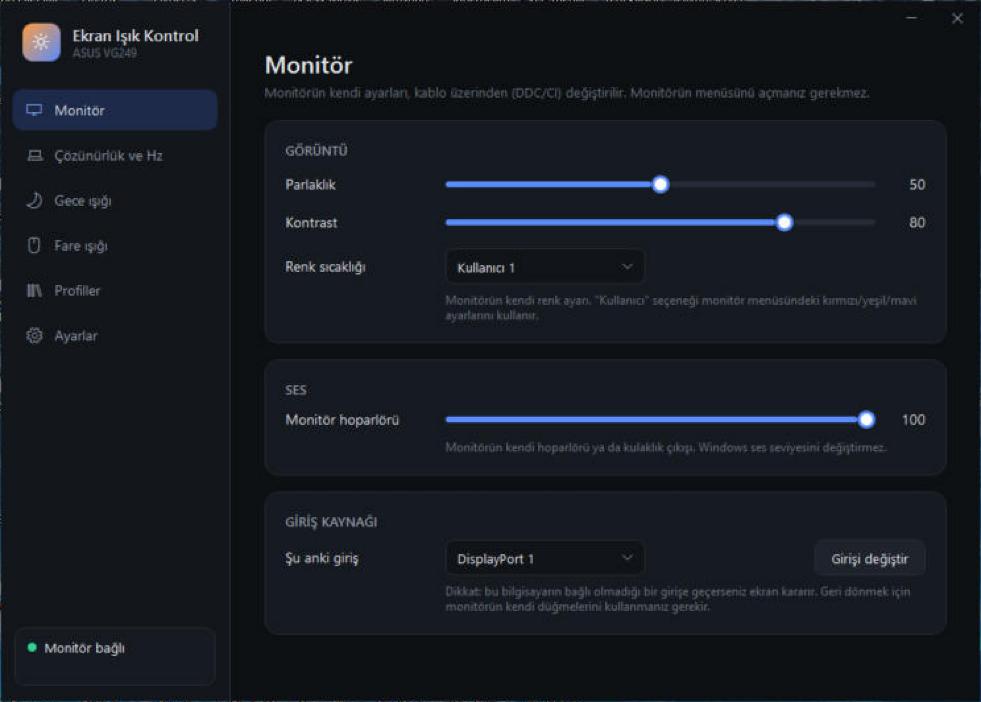 Ekran Işık Kontrol
ASUS VG249
Monitör
Çözünürlük ve Hz
Gece ışığı
Fare ışığı
Profiller
Ayarlar
Monitör bağlı
Monitör
Monitörün kendi ayarları, kablo üzerinden (DDC/CI) değiştirilir. Monitörün menüsünü açmanız gerekmez.
GÖRÜNTÜ
Parlaklık 50
Kontrast 80
Renk sıcaklığı Kullanıcı 1
Monitörün kendi renk ayarı. "Kullanıcı" seçeneği monitör menüsündeki kırmızı/yeşil/mavi
ayarlarını kullanır.
SES
Monitör hoparlörü 100
Monitörün kendi hoparlörü ya da kulaklık çıkışı. Windows ses seviyesini değiştirmez.
GİRİŞ KAYNAĞI
Şu anki giriş DisplayPort 1 Girişi değiştir
Dikkat: bu bilgisayarın bağlı olmadığı bir girişe geçerseniz ekran kararır. Geri dönmek için
monitörün kendi düğmelerini kullanmanız gerekir.